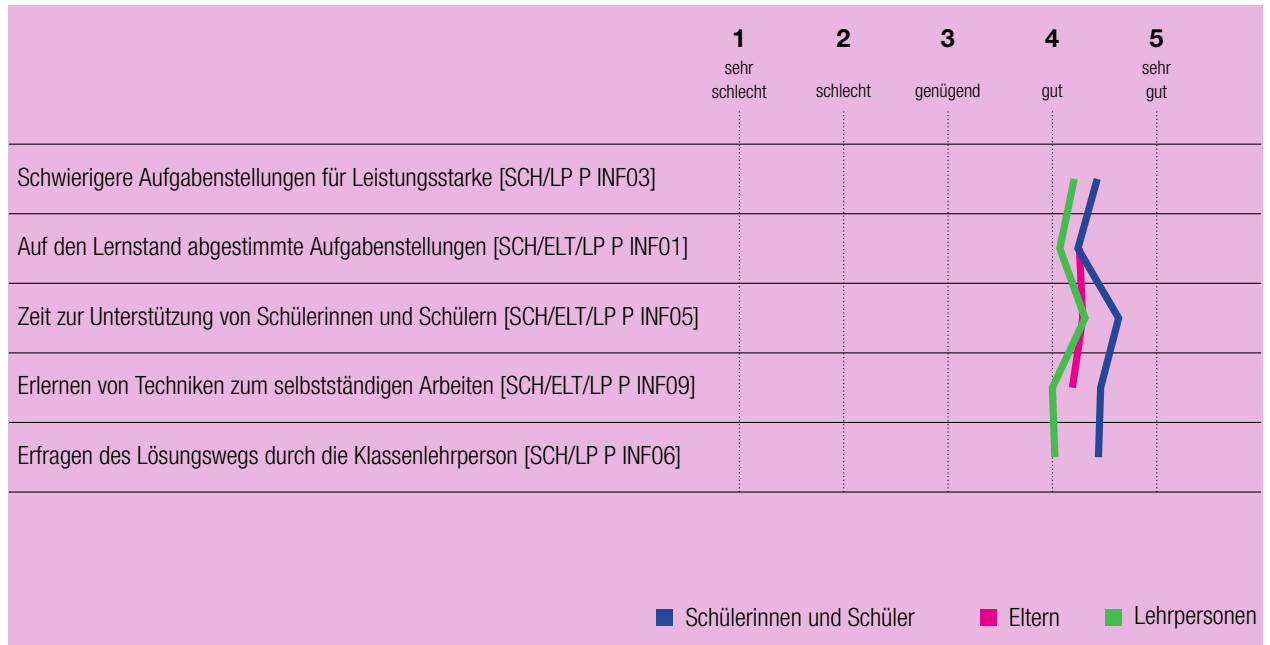 1 2 3 4 5
sehr schlecht schlecht genügend gut sehr gut
Schwierigere Aufgabenstellungen für Leistungsstarke [SCH/LP P INF03]
Auf den Lernstand abgestimmte Aufgabenstellungen [SCH/ELT/LP P INF01]
Zeit zur Unterstützung von Schülerinnen und Schülern [SCH/ELT/LP P INF05]
Erlernen von Techniken zum selbstständigen Arbeiten [SCH/ELT/LP P INF09]
Erfragen des Lösungswegs durch die Klassenlehrperson [SCH/LP P INF06]
Schülerinnen und Schüler Eltern Lehrpersonen